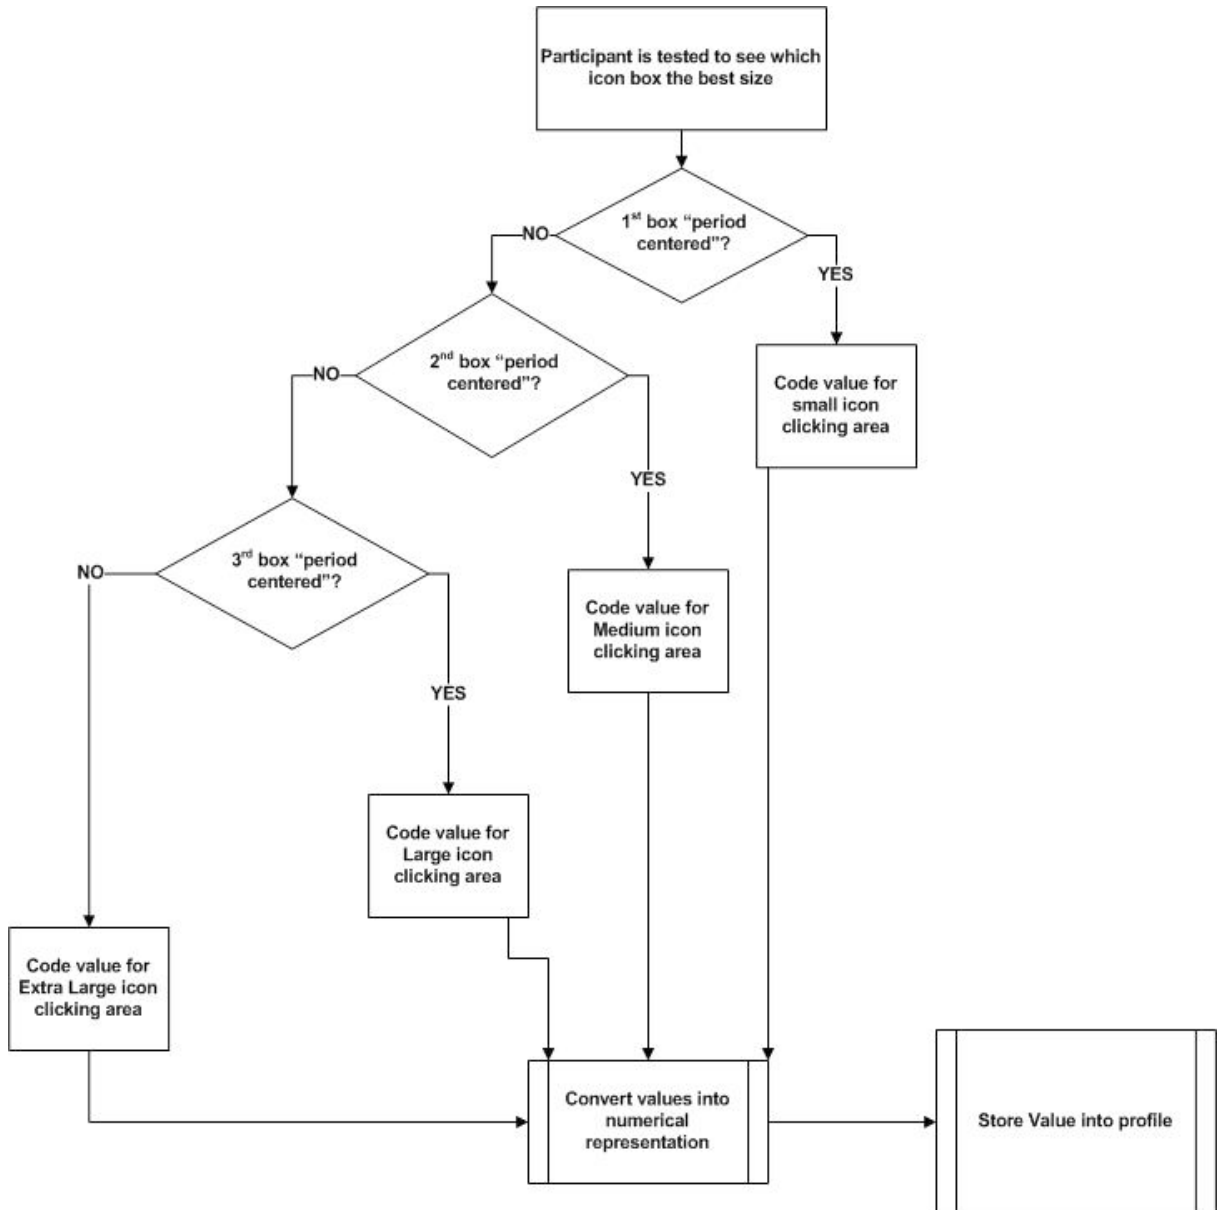 Participant is tested to see which
icon box the best size
1st box “period
centered”?
NO
YES
2nd box “period
centered”?
NO
Code value for
small icon
clicking area
YES
3rd box “period
centered”?
NO
Code value for
Medium icon
clicking area
YES
Code value for
Large icon
clicking area
Code value for
Extra Large icon
clicking area
Convert values into
numerical
representation
Store Value into profile